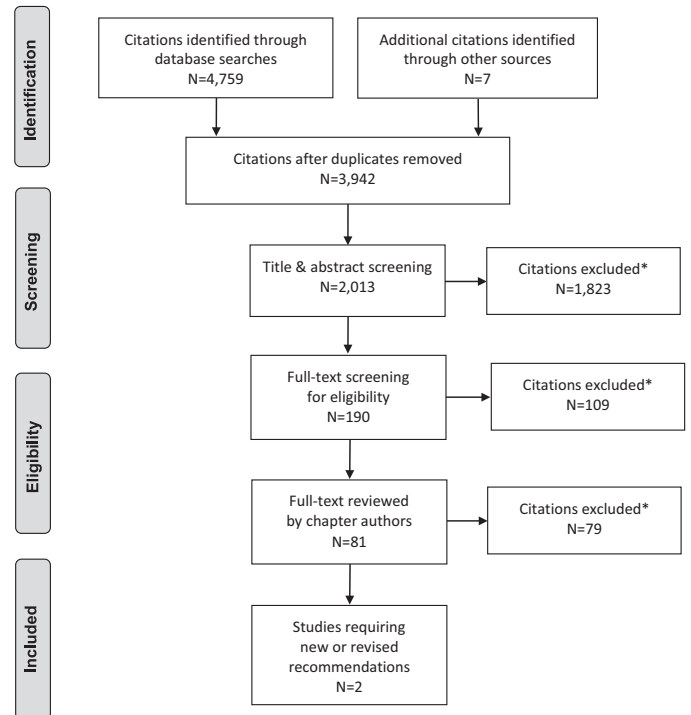 Identification
Citations identified through
database searches
N=4,759
Additional citations identified
through other sources
N=7
Citations after duplicates removed
N=3,942
Screening
Title & abstract screening
N=2,013
Citations excluded*
N=1,823
Eligibility
Full-text screening
for eligibility
N=190
Citations excluded*
N=109
Full-text reviewed
by chapter authors
N=81
Citations excluded*
N=79
Included
Studies requiring
new or revised
recommendations
N=2